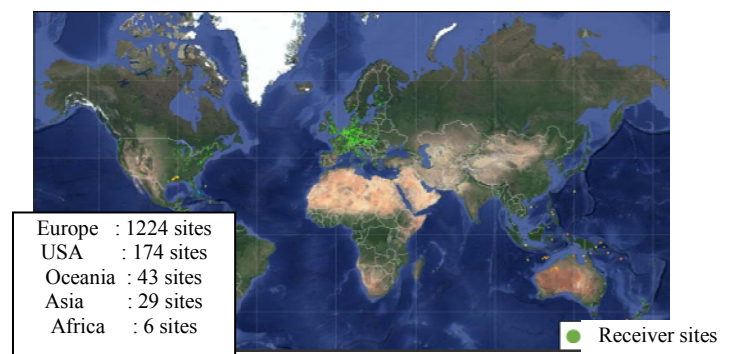 Europe : 1224 sites
USA : 174 sites
Oceania : 43 sites
Asia : 29 sites
Africa : 6 sites
Receiver sites